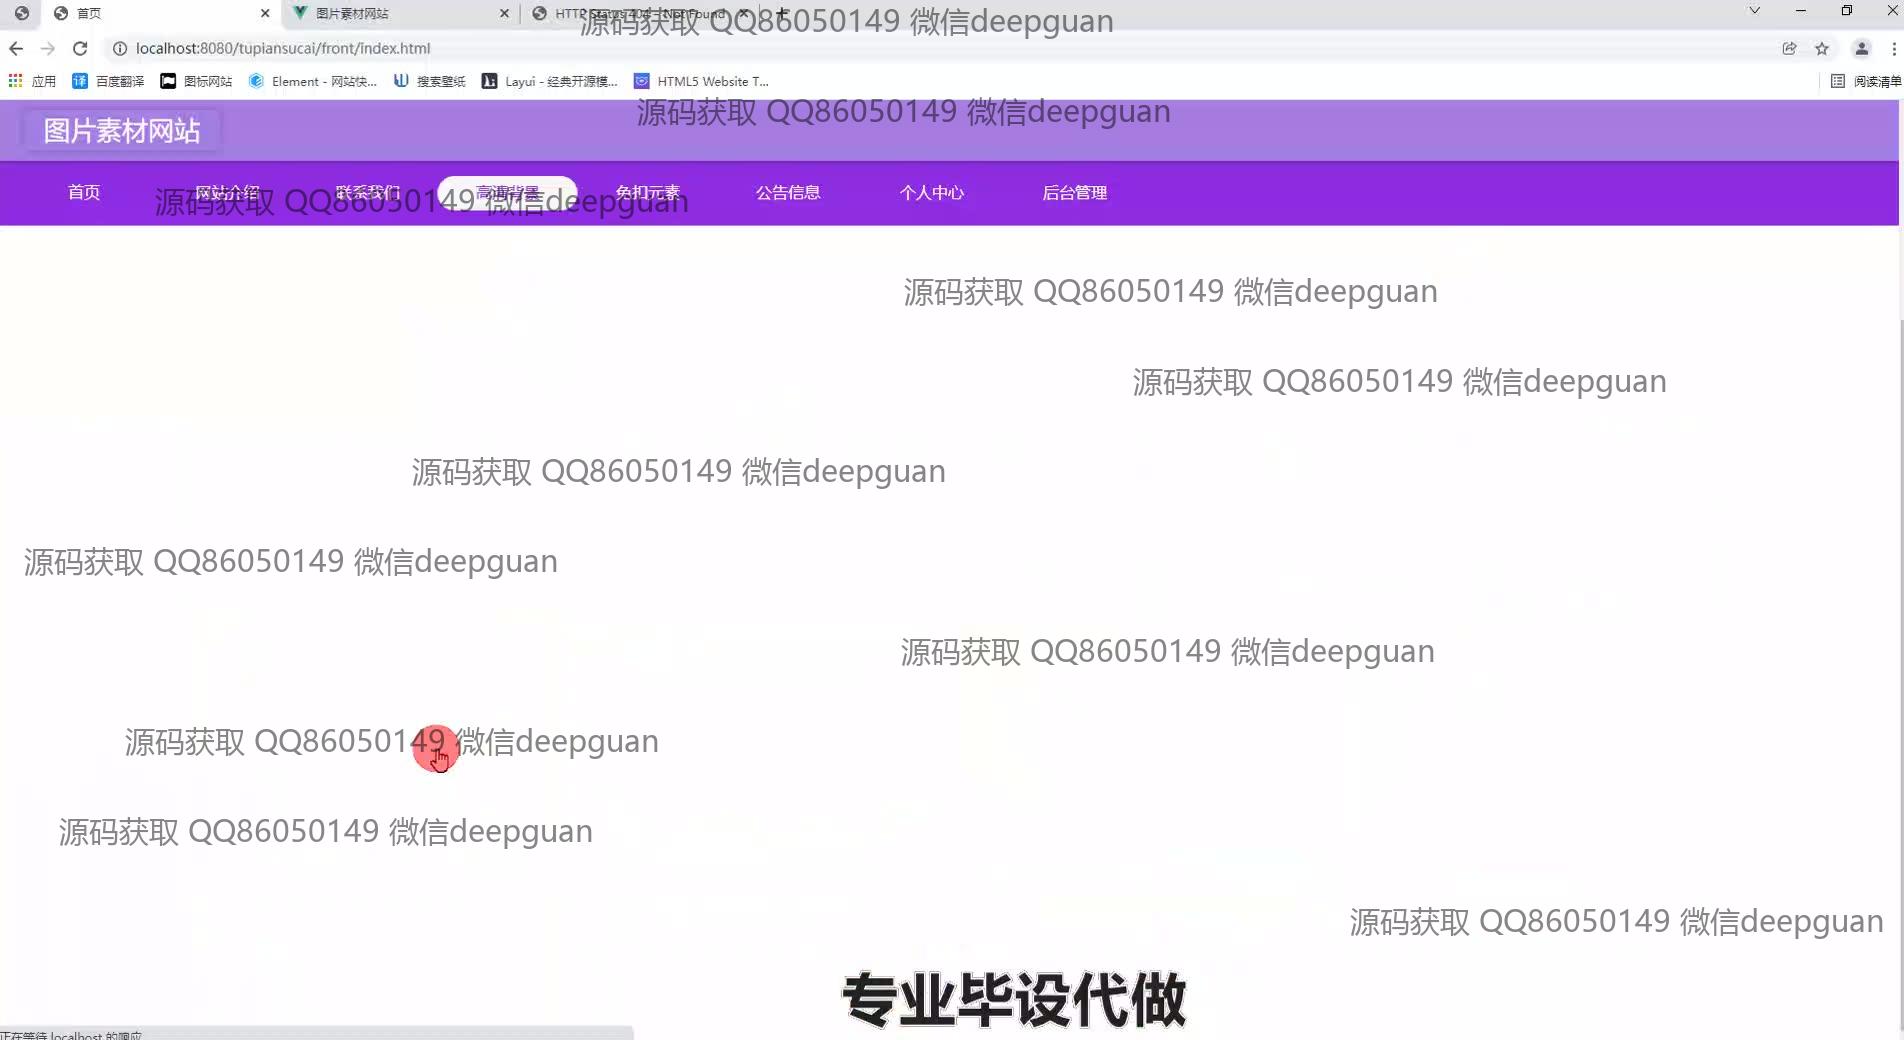 首页
图片素材网站
HTTP Status 404 – Not Found
源码获取 QQ86050149 微信deepguan
localhost:8080/tupiansucai/front/index.html
应用
百度翻译
图标网站
Element - 网站快...
搜索壁纸
Layui - 经典开源模...
HTML5 Website T...
阅读清单
源码获取 QQ86050149 微信deepguan
图片素材网站
首页
网站介绍
联系我们
高清背景
免扣元素
公告信息
个人中心
后台管理
源码获取 QQ86050149 微信deepguan
源码获取 QQ86050149 微信deepguan
源码获取 QQ86050149 微信deepguan
源码获取 QQ86050149 微信deepguan
源码获取 QQ86050149 微信deepguan
源码获取 QQ86050149 微信deepguan
源码获取 QQ86050149 微信deepguan
源码获取 QQ86050149 微信deepguan
源码获取 QQ86050149 微信deepguan
专业毕设代做
正在等待 localhost 的响应